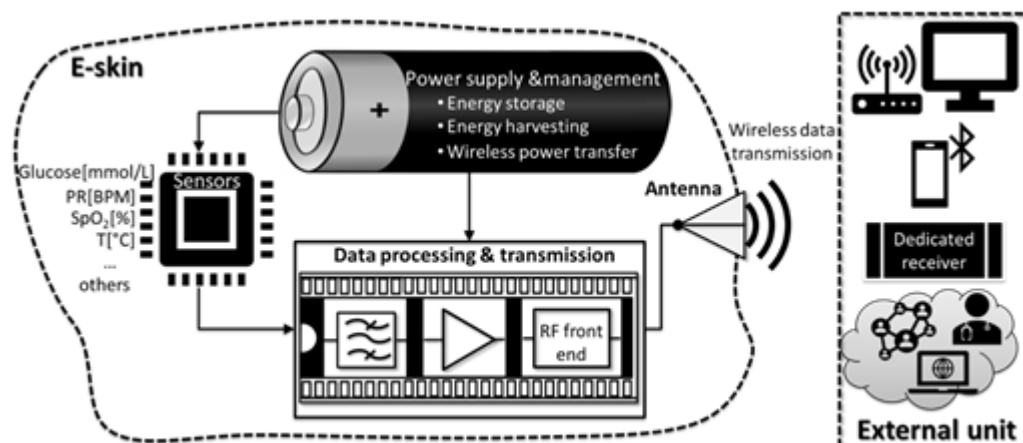 E-skin
Power supply &management
• Energy storage
• Energy harvesting
• Wireless power transfer
+
Glucose[mmol/L]
PR[BPM]
SpO₂[%]
T[°C]
...
others
Sensors
Data processing & transmission
RF front
end
Antenna
Wireless data
transmission
Dedicated
receiver
External unit